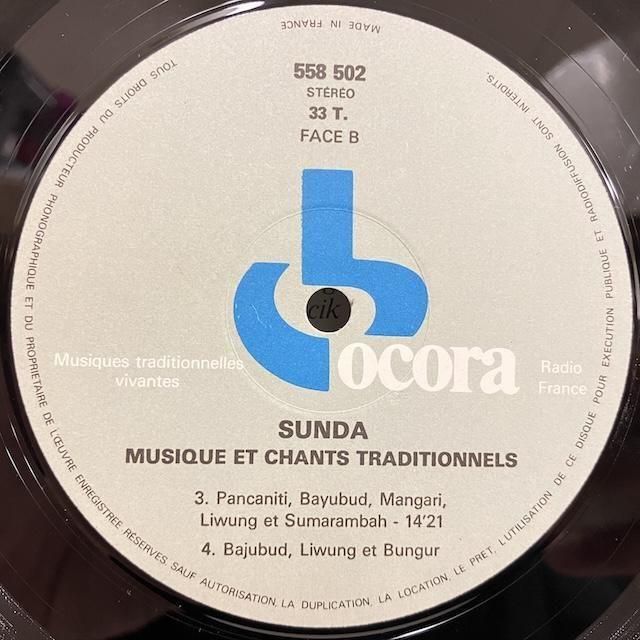 MADE IN FRANCE
558 502
STÉRÉO
33 T.
FACE B
cik
ocora
Musiques traditionnelles
vivantes
Radio
France
SUNDA
MUSIQUE ET CHANTS TRADITIONNELS
3. Pancaniti, Bayubud, Mangari,
Liwung et Sumarambah - 14'21
4. Bajubud, Liwung et Bungur
TOUS DROITS DU PRODUCTEUR PHONOGRAPHIQUE ET DU PROPRIETAIRE DE L'ŒUVRE ENREGISTREE RESERVES. SAUF AUTORISATION, LA DUPLICATION, LA LOCATION, LE PRET, L'UTILISATION DE CE DISQUE POUR EXECUTION PUBLIQUE ET RADIODIFFUSION SONT INTERDITS.